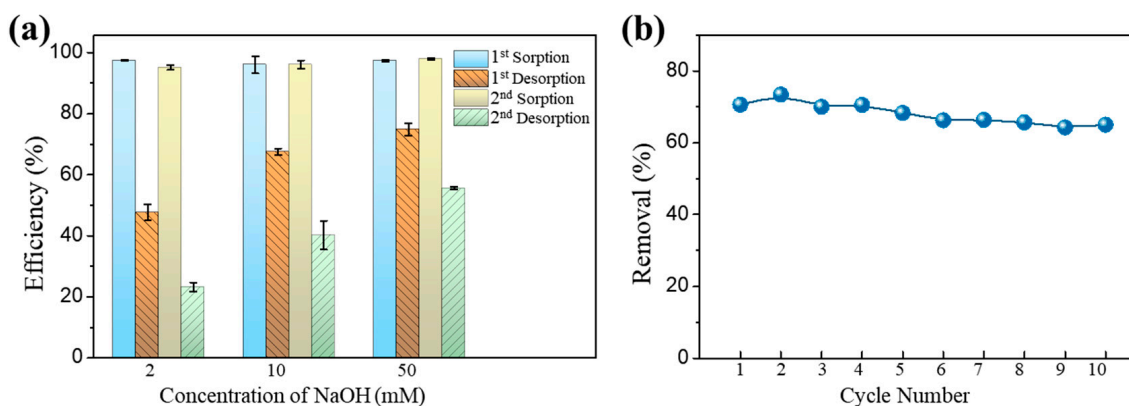 (a)
Efficiency (%)
100
80
60
40
20
0
1st Sorption
1st Desorption
2nd Sorption
2nd Desorption
2 10 50
Concentration of NaOH (mM)
(b)
Removal (%)
80
60
40
20
0
1 2 3 4 5 6 7 8 9 10
Cycle Number